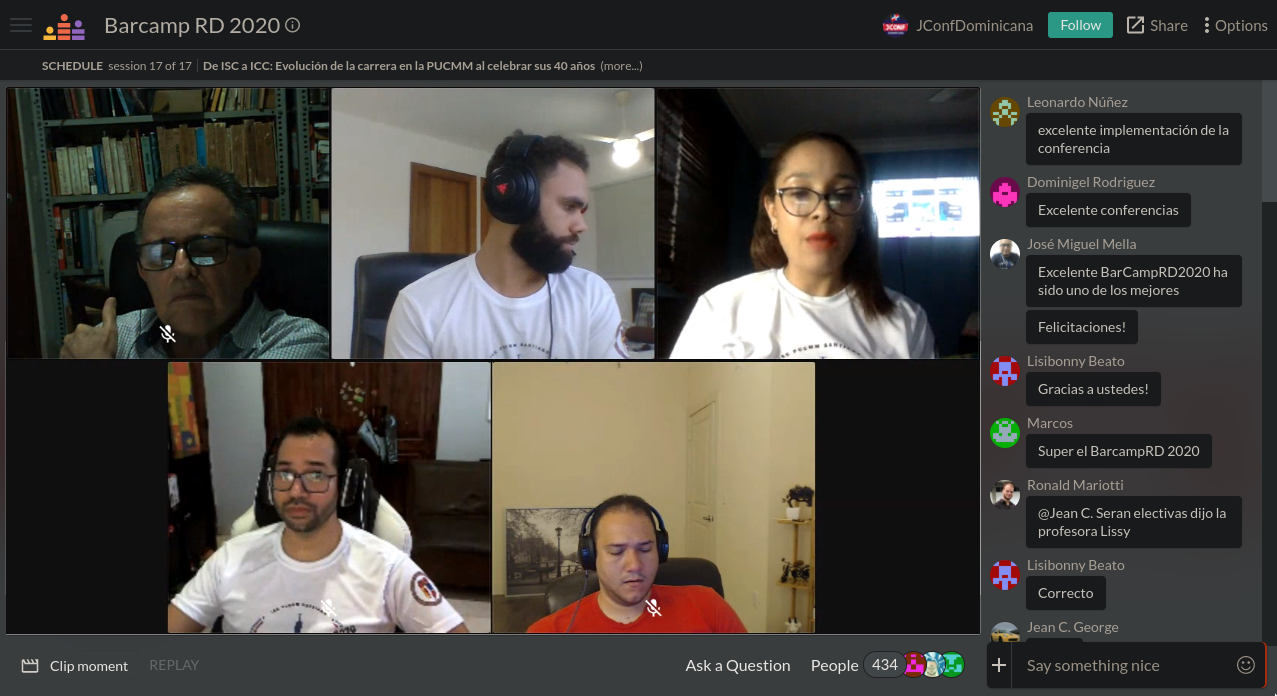 Barcamp RD 2020
JConfDominicana
Follow
Share
Options
SCHEDULE session 17 of 17 | De ISC a ICC: Evolución de la carrera en la PUCMM al celebrar sus 40 años (more...)
Leonardo Núñez
excelente implementación de la
conferencia
Dominigel Rodriguez
Excelente conferencias
José Miguel Mella
Excelente BarCampRD2020 ha
sido uno de los mejores
Felicitaciones!
Lisibonny Beato
Gracias a ustedes!
Marcos
Super el BarcampRD 2020
Ronald Mariotti
@Jean C. Seran electivas dijo la
profesora Lissy
Lisibonny Beato
Correcto
Jean C. George
Clip moment
REPLAY
Ask a Question
People 434
Say something nice